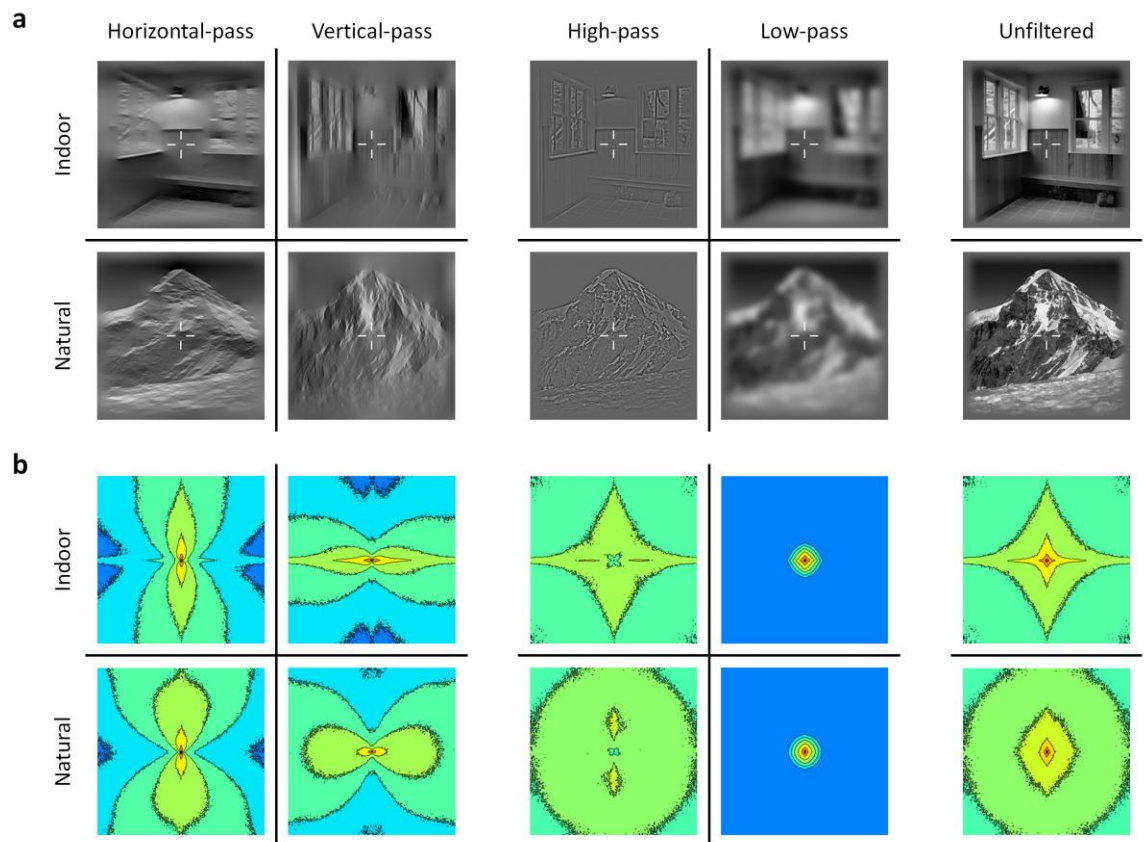 a
Horizontal-pass Vertical-pass High-pass Low-pass Unfiltered
Indoor
Natural
b
Indoor
Natural